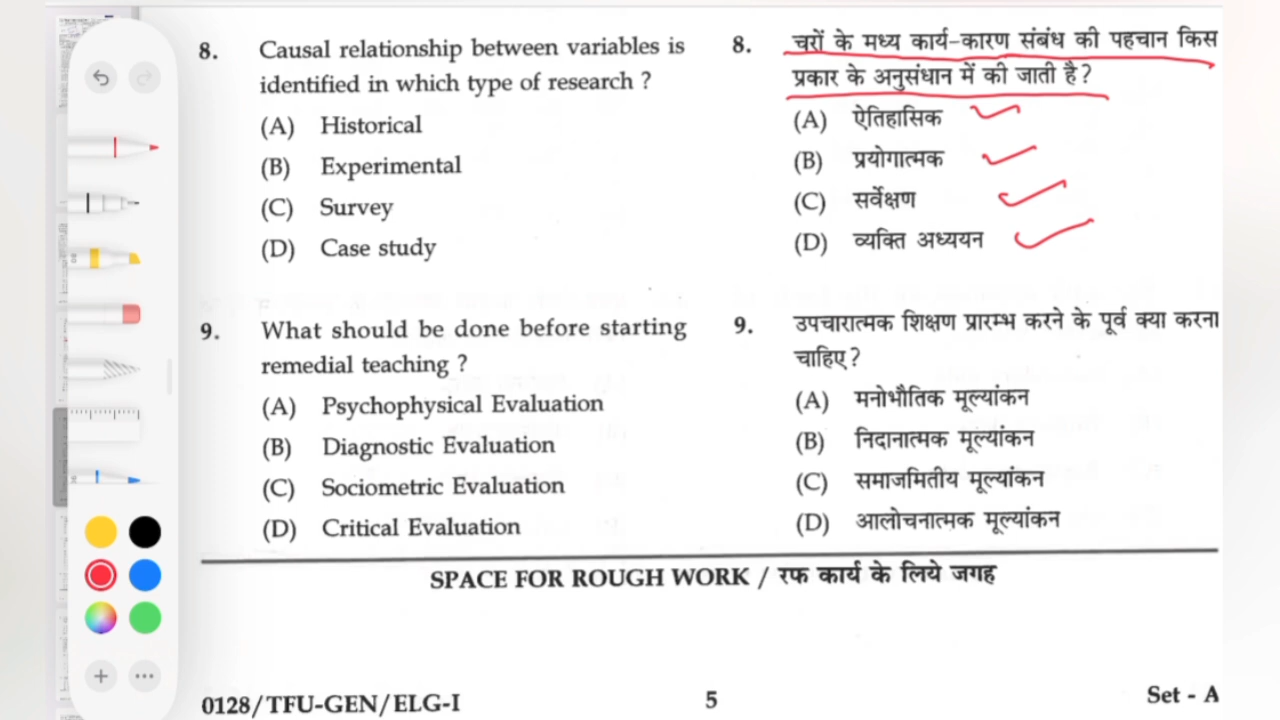 8. Causal relationship between variables is
identified in which type of research ?
(A) Historical
(B) Experimental
(C) Survey
(D) Case study
9. What should be done before starting
remedial teaching ?
(A) Psychophysical Evaluation
(B) Diagnostic Evaluation
(C) Sociometric Evaluation
(D) Critical Evaluation
8. चरों के मध्य कार्य-कारण संबंध की पहचान किस
प्रकार के अनुसंधान में की जाती है?
(A) ऐतिहासिक
(B) प्रयोगात्मक
(C) सर्वेक्षण
(D) व्यक्ति अध्ययन
9. उपचारात्मक शिक्षण प्रारम्भ करने के पूर्व क्या करना
चाहिए?
(A) मनोभौतिक मूल्यांकन
(B) निदानात्मक मूल्यांकन
(C) समाजमितीय मूल्यांकन
(D) आलोचनात्मक मूल्यांकन
SPACE FOR ROUGH WORK / रफ कार्य के लिये जगह
0128/TFU-GEN/ELG-I 5 Set - A